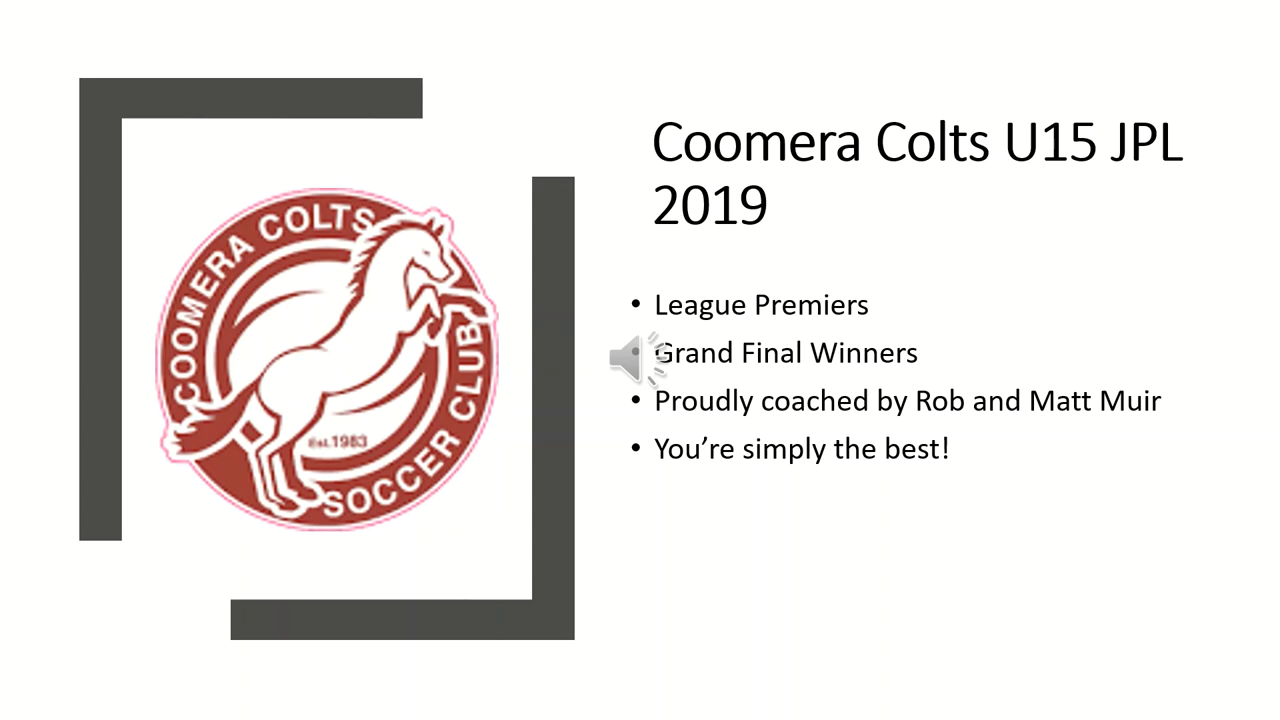 COOMERA COLTS
SOCCER CLUB
Est.1983
Coomera Colts U15 JPL
2019
• League Premiers
• Grand Final Winners
• Proudly coached by Rob and Matt Muir
• You’re simply the best!